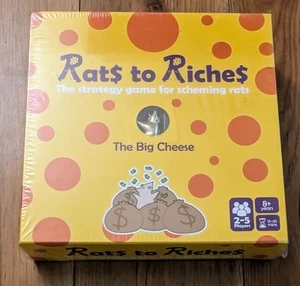 Rat$ to Riche$
The strategy game for scheming rats
The Big Cheese
$ $ $
2-5
Players
8+
years
mins
Rat$ to Riche$